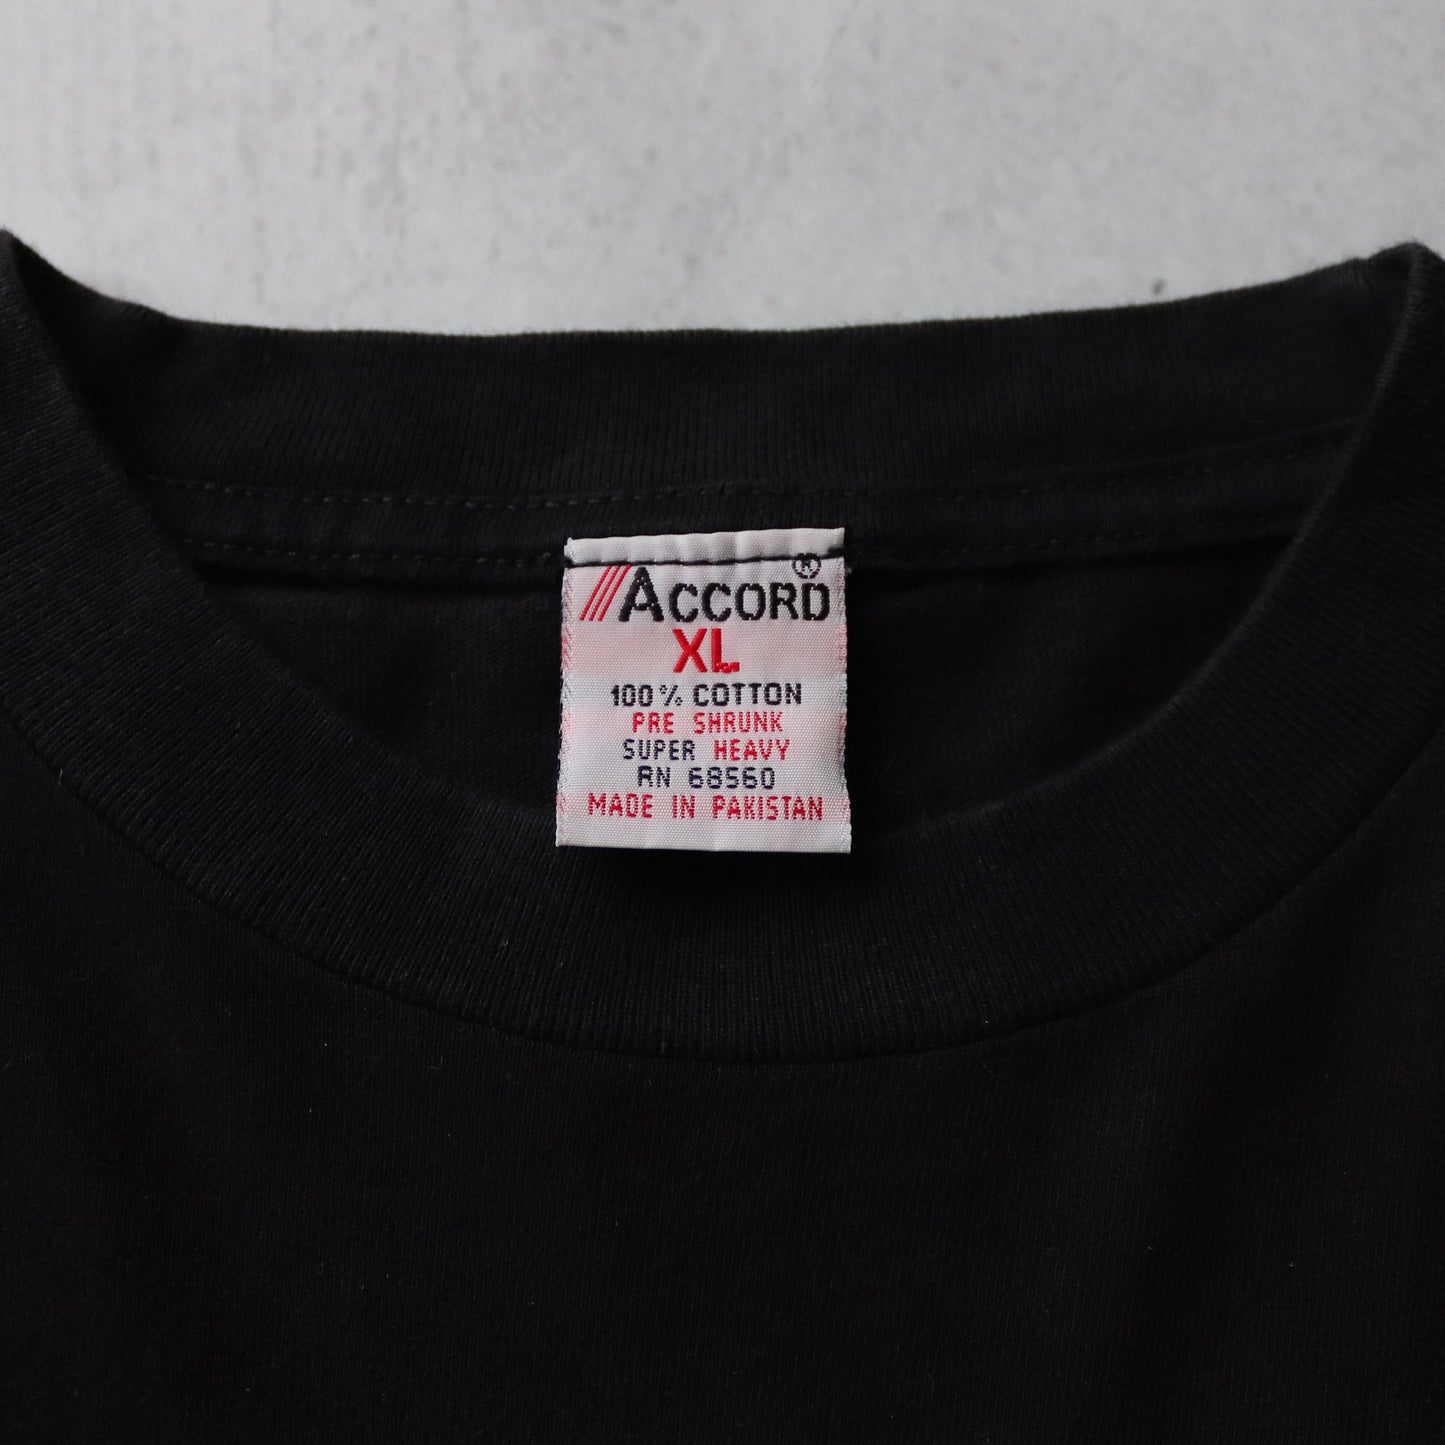 ACCORD®
XL
100% COTTON
PRE SHRUNK
SUPER HEAVY
RN 68560
MADE IN PAKISTAN